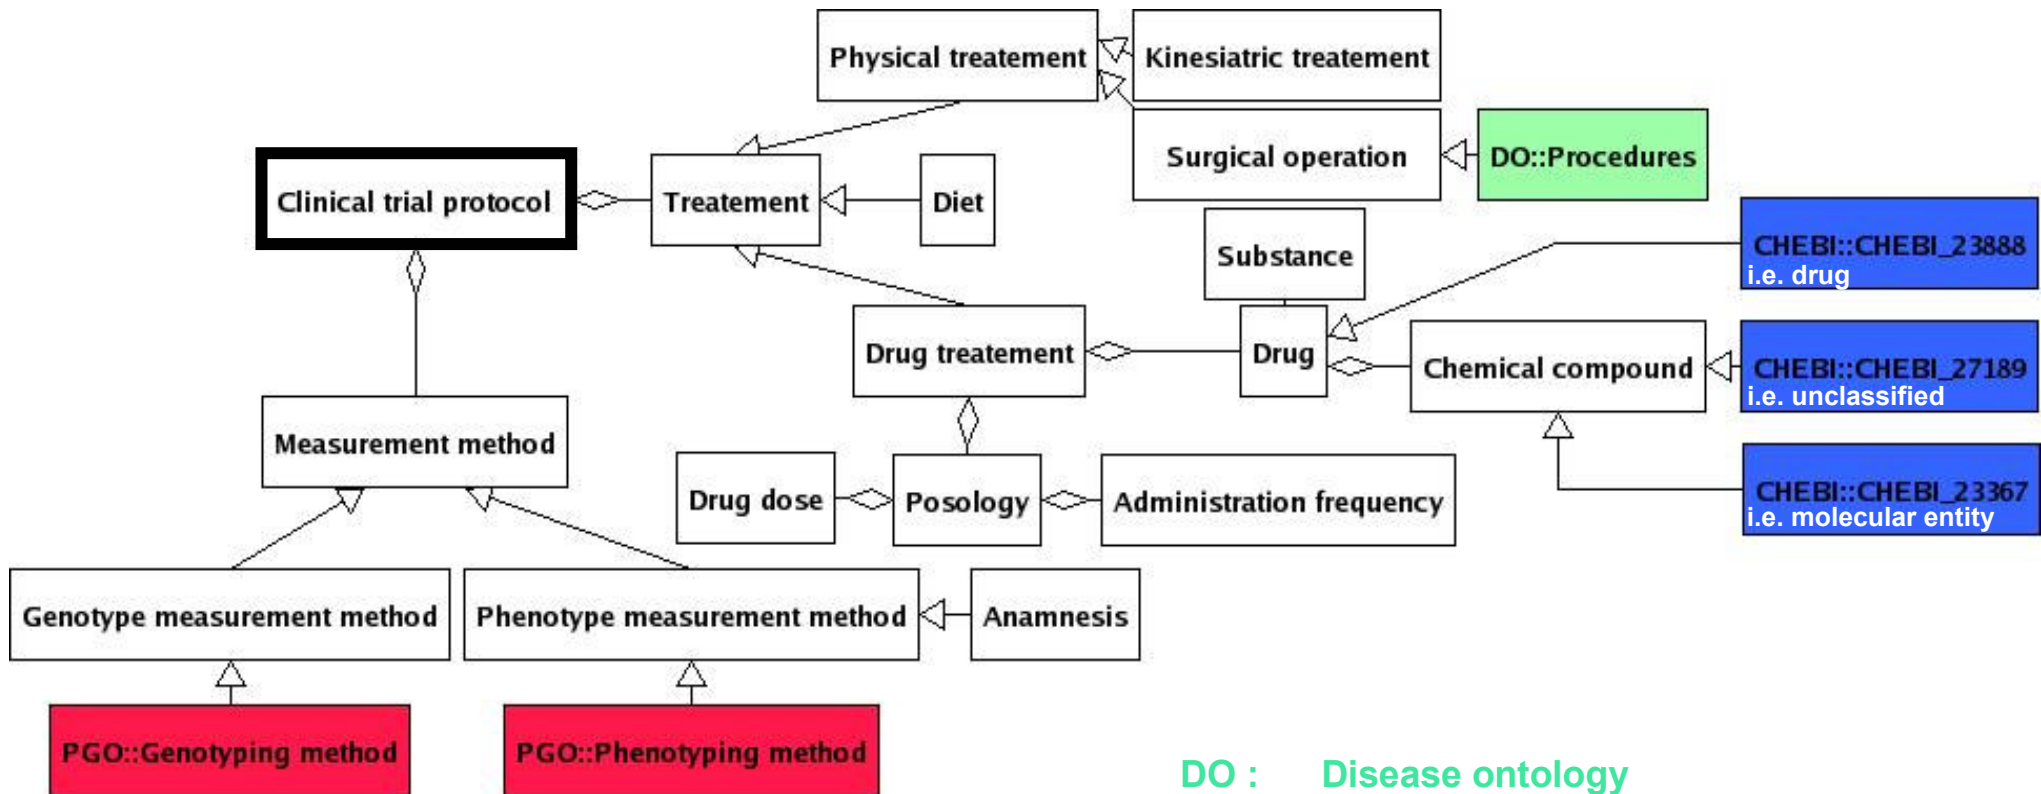 Physical treatement
Kinesiatric treatement
Surgical operation
DO::Procedures
Clinical trial protocol
Treatement
Diet
Substance
CHEBI::CHEBI_23888
i.e. drug
Drug treatement
Drug
Chemical compound
CHEBI::CHEBI_27189
i.e. unclassified
Measurement method
Drug dose
Posology
Administration frequency
CHEBI::CHEBI_23367
i.e. molecular entity
Genotype measurement method
Phenotype measurement method
Anamnesis
PGO::Genotyping method
PGO::Phenotyping method
DO : Disease ontology